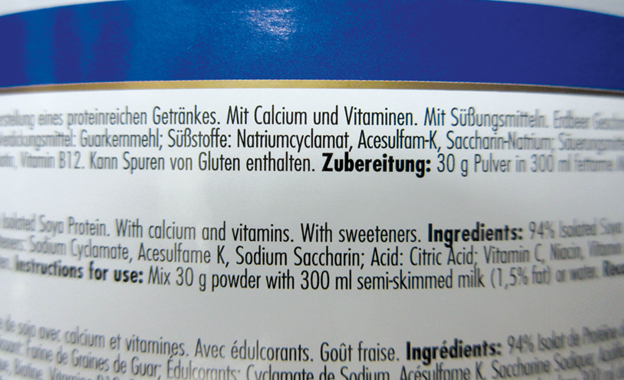 eines proteinreichen Getränkes. Mit Calcium und Vitaminen. Mit Süßungsmitteln. Erdbeer
Guarkernmehl; Süßstoffe: Natriumcyclamat, Acesulfam-K, Saccharin-Natrium; Säuerungsmittel
Vitamin B12. Kann Spuren von Gluten enthalten. Zubereitung: 30 g Pulver in 300 ml fettarme
Isolated Soya Protein. With calcium and vitamins. With sweeteners. Ingredients: 94% Isolated Soya
Sodium Cyclamate, Acesulfame K, Sodium Saccharin; Acid: Citric Acid; Vitamin C, Niacin, Vitamin
Instructions for use: Mix 30 g powder with 300 ml semi-skimmed milk (1,5% fat) or water.
de soja avec calcium et vitamines. Avec édulcorants. Goût fraise. Ingrédients: 94% Isolat de Protéine
Farine de Graines de Guar; Édulcorants: Cyclamate de Sodium, Acésulfame K, Saccharine Sodique;